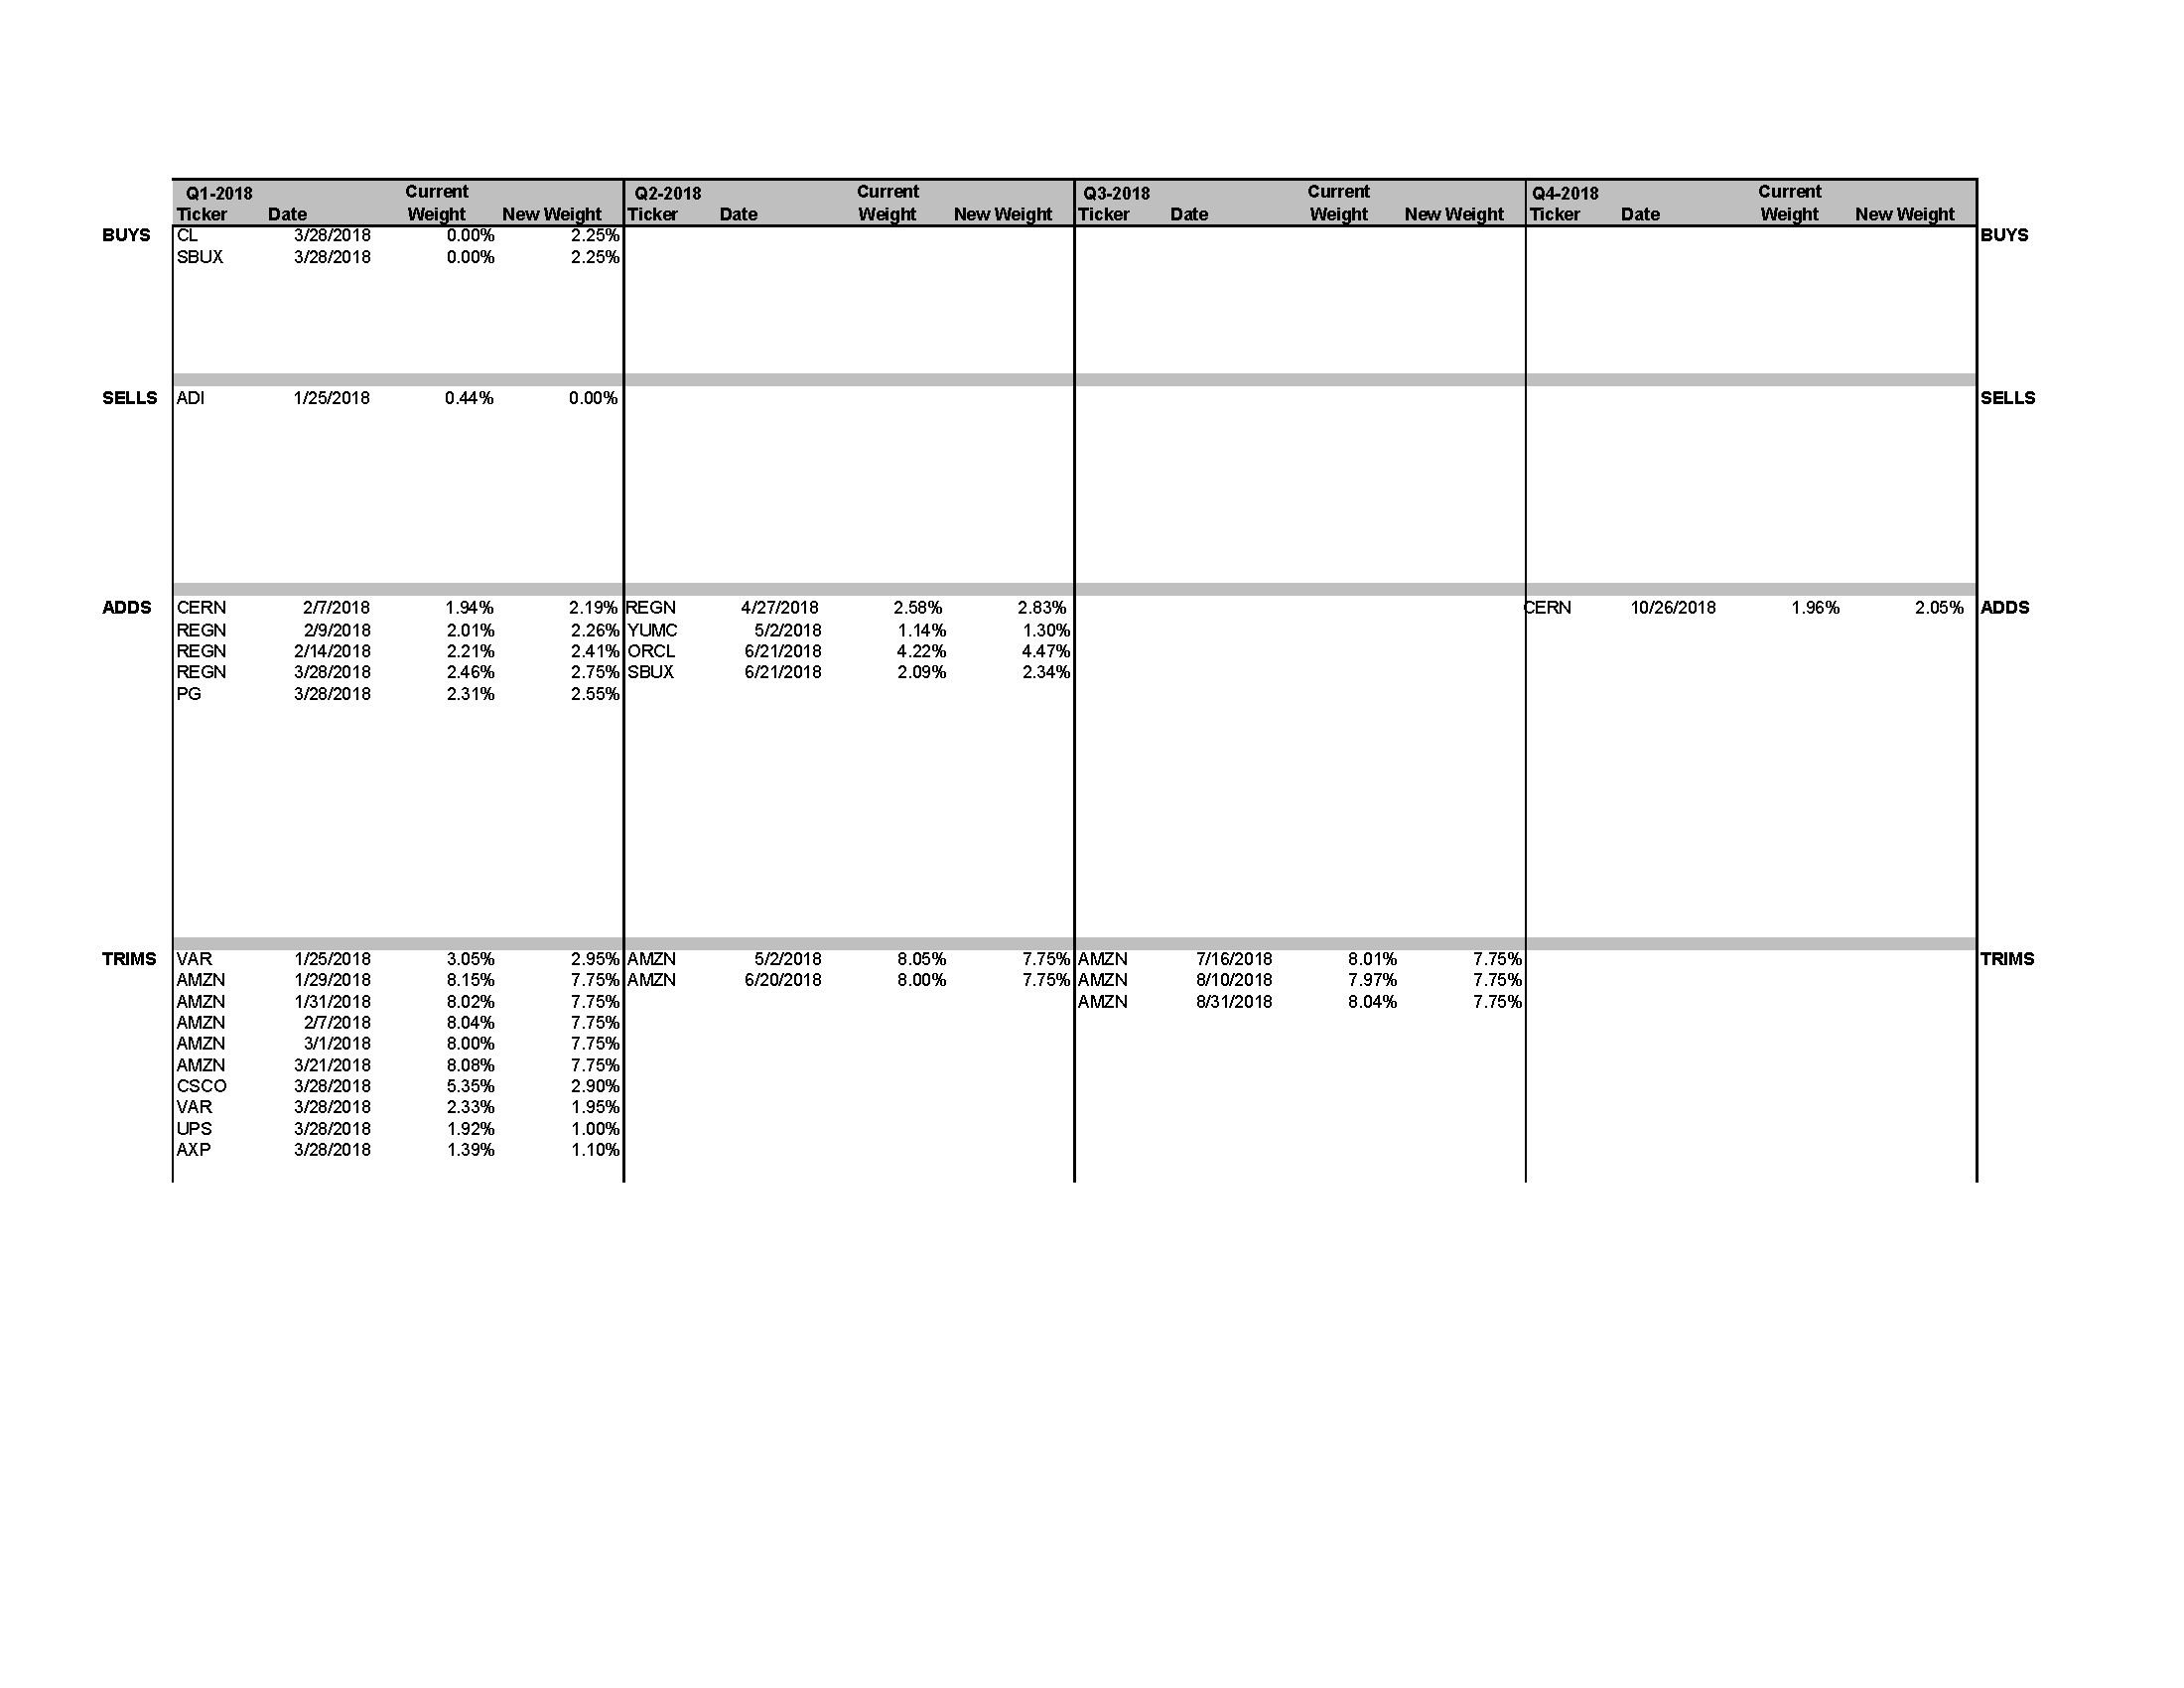 Q1-2018 Current Q2-2018 Current Q3-2018 Current Q4-2018 Current
Ticker Date Weight New Weight Ticker Date Weight New Weight Ticker Date Weight New Weight Ticker Date Weight New Weight
BUYS CL 3/28/2018 0.00% 2.25% BUYS
SBUX 3/28/2018 0.00% 2.25%
SELLS ADI 1/25/2018 0.44% 0.00% SELLS
ADDS CERN 2/7/2018 1.94% 2.19% REGN 4/27/2018 2.58% 2.83% CERN 10/26/2018 1.96% 2.05% ADDS
REGN 2/9/2018 2.01% 2.26% YUMC 5/2/2018 1.14% 1.30%
REGN 2/14/2018 2.21% 2.41% ORCL 6/21/2018 4.22% 4.47%
REGN 3/28/2018 2.46% 2.75% SBUX 6/21/2018 2.09% 2.34%
PG 3/28/2018 2.31% 2.55%
TRIMS VAR 1/25/2018 3.05% 2.95% AMZN 5/2/2018 8.05% 7.75% AMZN 7/16/2018 8.01% 7.75% TRIMS
AMZN 1/29/2018 8.15% 7.75% AMZN 6/20/2018 8.00% 7.75% AMZN 8/10/2018 7.97% 7.75%
AMZN 1/31/2018 8.02% 7.75% AMZN 8/31/2018 8.04% 7.75%
AMZN 2/7/2018 8.04% 7.75%
AMZN 3/1/2018 8.00% 7.75%
AMZN 3/21/2018 8.08% 7.75%
CSCO 3/28/2018 5.35% 2.90%
VAR 3/28/2018 2.33% 1.95%
UPS 3/28/2018 1.92% 1.00%
AXP 3/28/2018 1.39% 1.10%